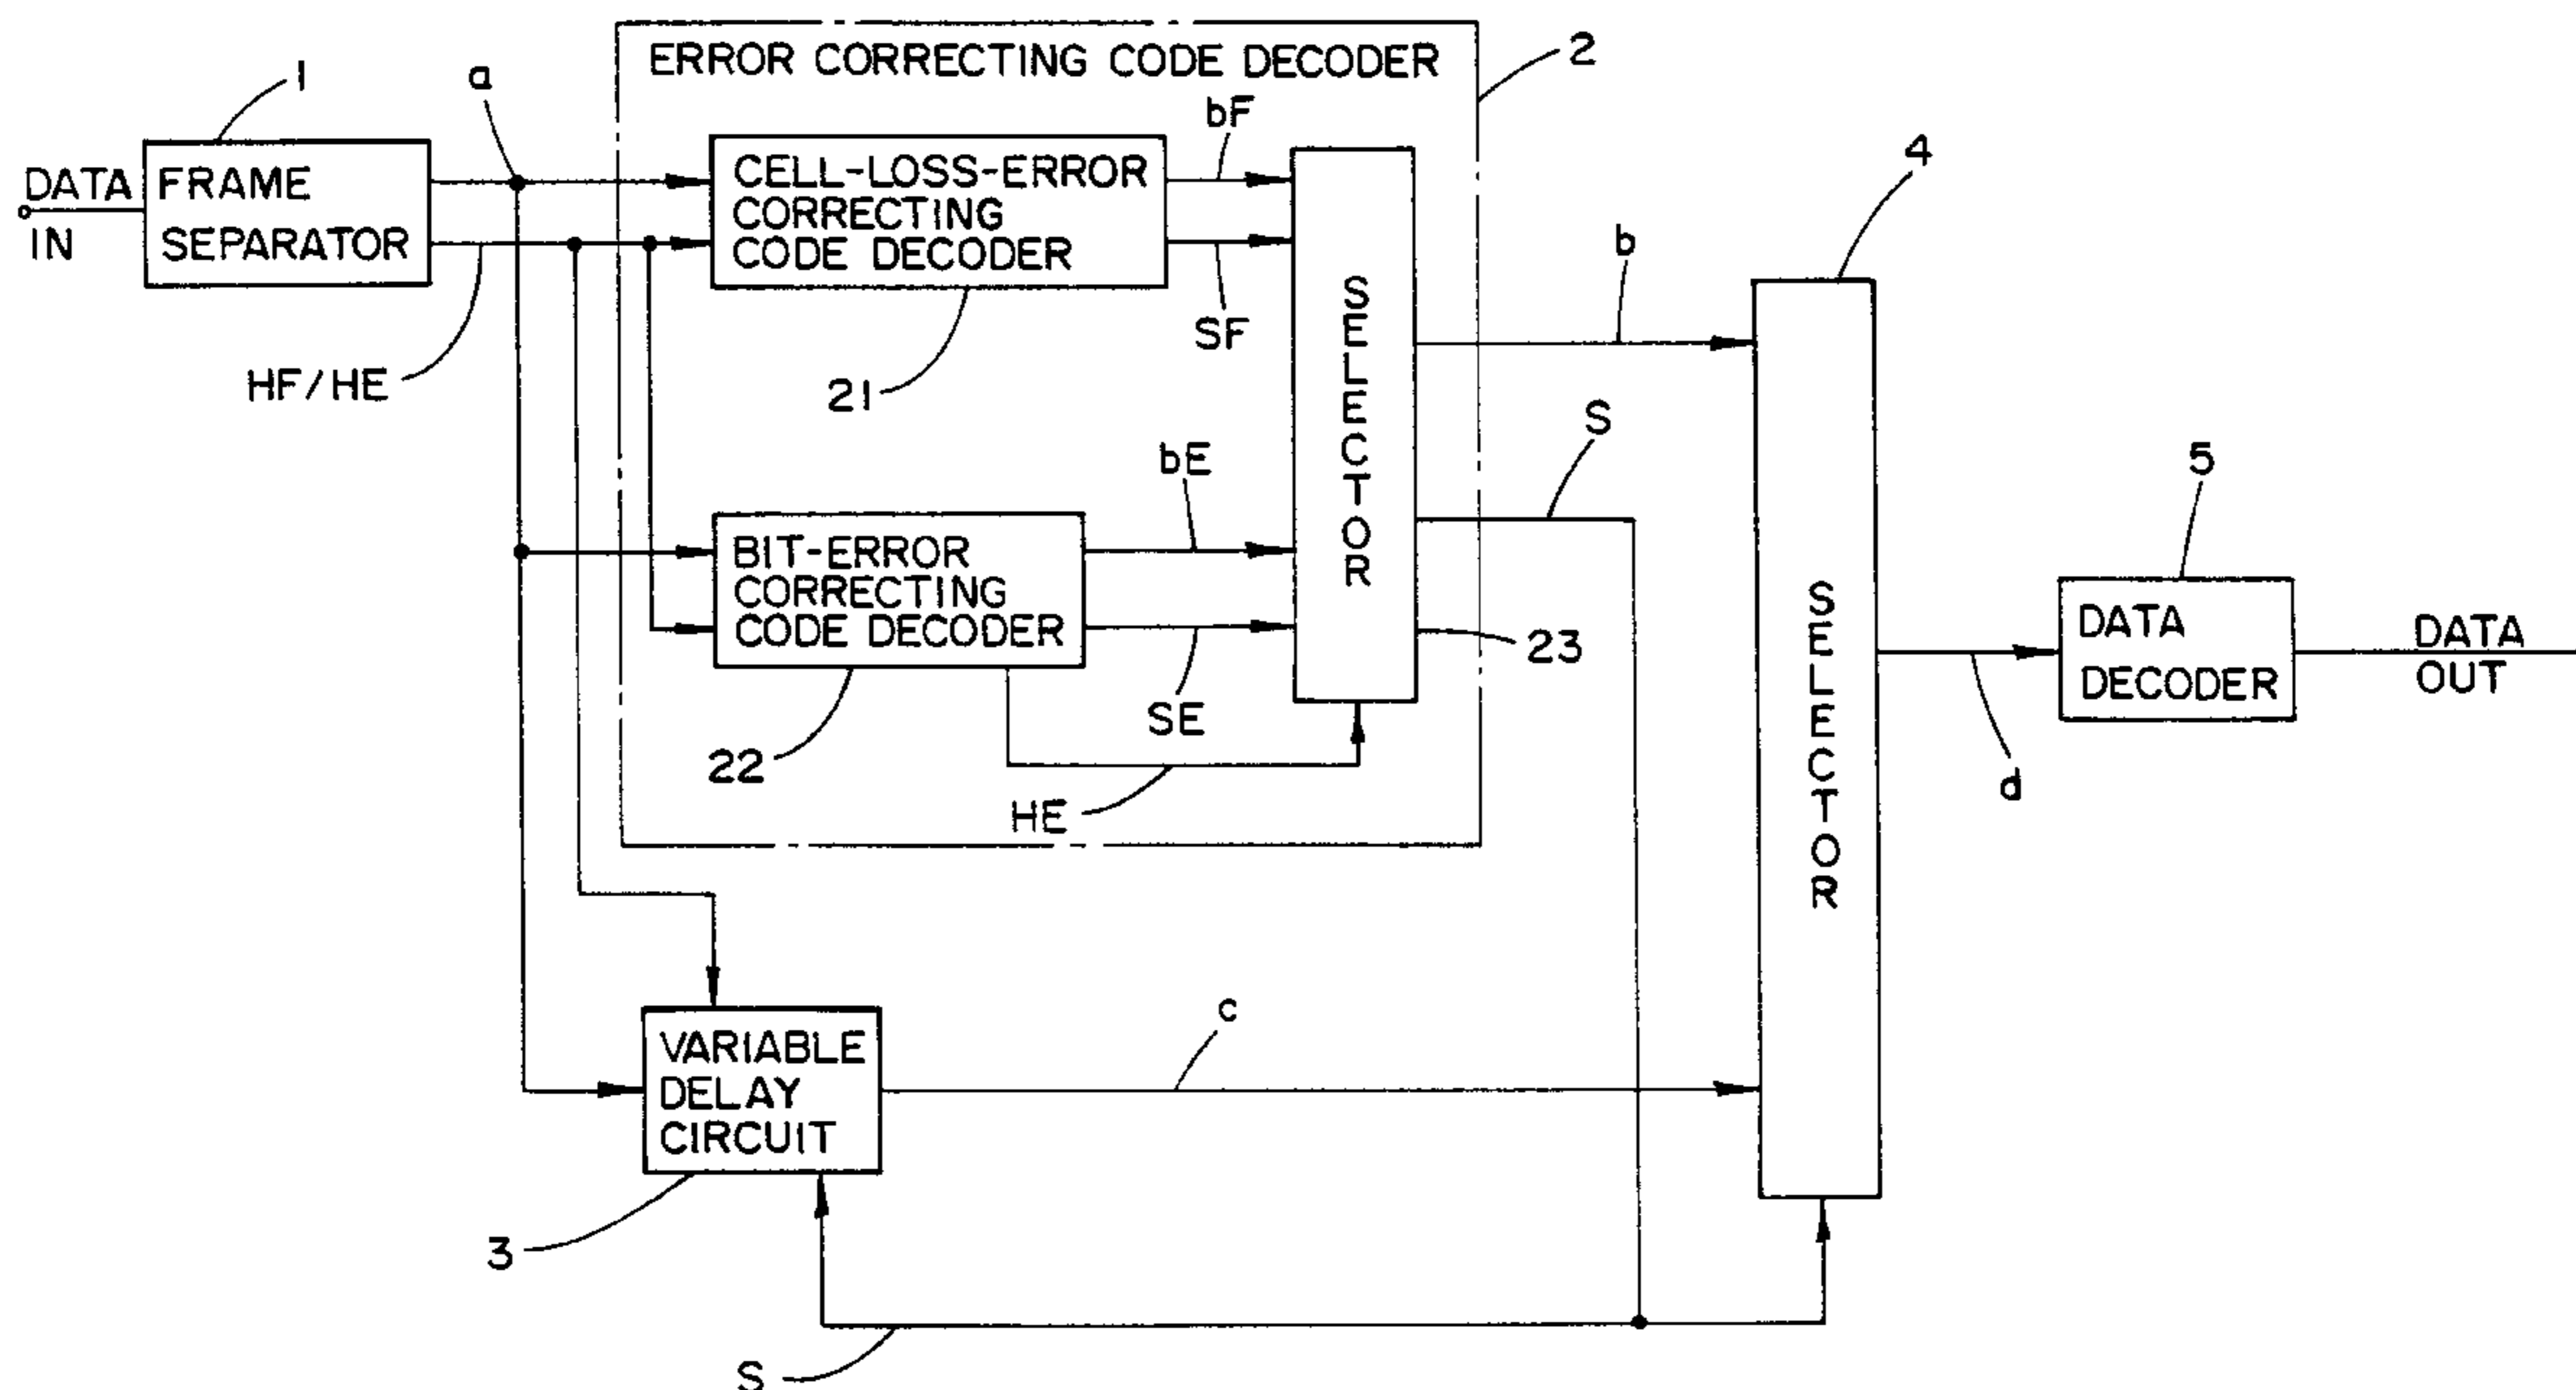 ERROR CORRECTING CODE DECODER
2
1
a
bF
4
DATA
IN
FRAME
SEPARATOR
CELL-LOSS-ERROR
CORRECTING
CODE DECODER
SF
HF/HE
21
SELECTOR
b
S
bE
5
BIT-ERROR
CORRECTING
CODE DECODER
23
SE
22
HE
SELECTOR
DATA
DECODER
DATA
OUT
d
VARIABLE
DELAY
CIRCUIT
c
3
S